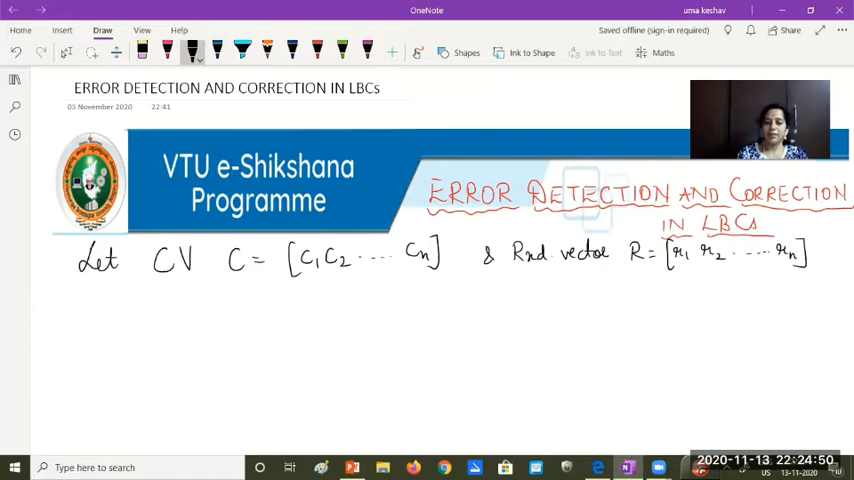 OneNote
uma keshav
Home Insert Draw View Help
Saved offline (sign-in required)
Shapes Ink to Shape Ink to Text Maths
ERROR DETECTION AND CORRECTION IN LBCs
03 November 2020 22:41
VTU e-Shikshana
Programme
ERROR DETECTION AND CORRECTION
IN LBCs
Let CV C = [C1 C2 .... Cn] & Rxd. vector R = [r1 r2 ..... rn]
2020-11-13 22:24:50
Type here to search
US 13-11-2020